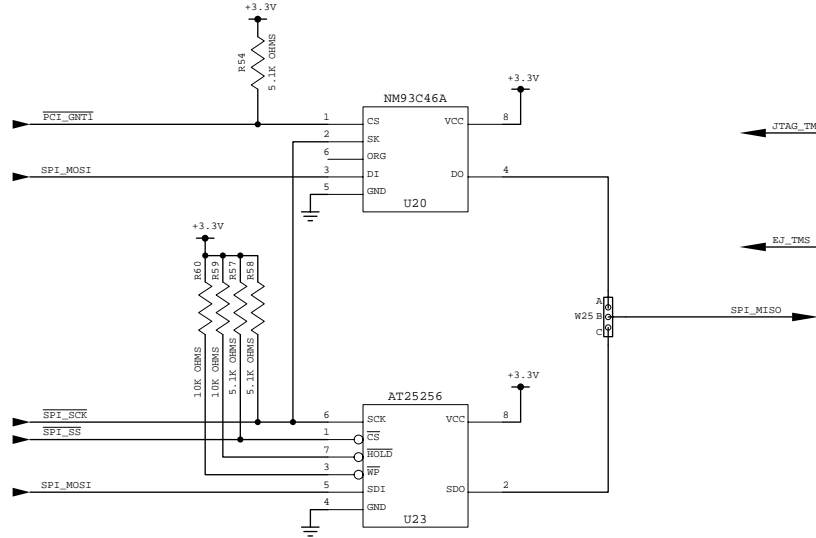 +3.3V
R54
5.1K OHMS
NM93C46A
+3.3V
PCI_GNT1
1
CS
VCC
8
2
SK
6
ORG
SPI_MOSI
3
DI
DO
4
5
GND
U20
JTAG_TM
+3.3V
EJ_TMS
R60
R59
R57
R58
10K OHMS
10K OHMS
5.1K OHMS
5.1K OHMS
A
W25 B
C
SPI_MISO
AT25256
+3.3V
SPI_SCK
6
SCK
VCC
8
SPI_SS
1
CS
7
HOLD
3
WP
SPI_MOSI
5
SDI
SDO
2
4
GND
U23